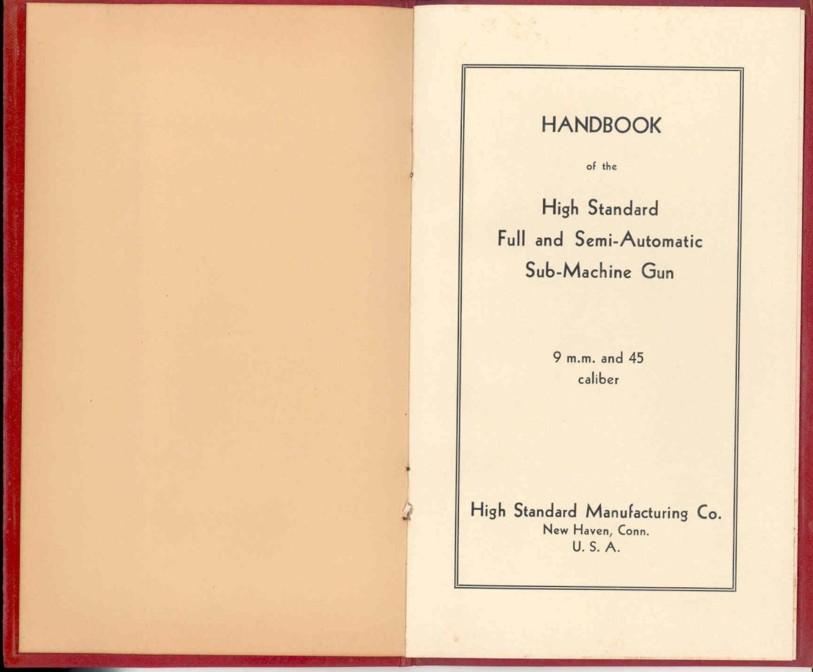 HANDBOOK
of the
High Standard
Full and Semi-Automatic
Sub-Machine Gun
9 m.m. and 45
caliber
High Standard Manufacturing Co.
New Haven, Conn.
U. S. A.